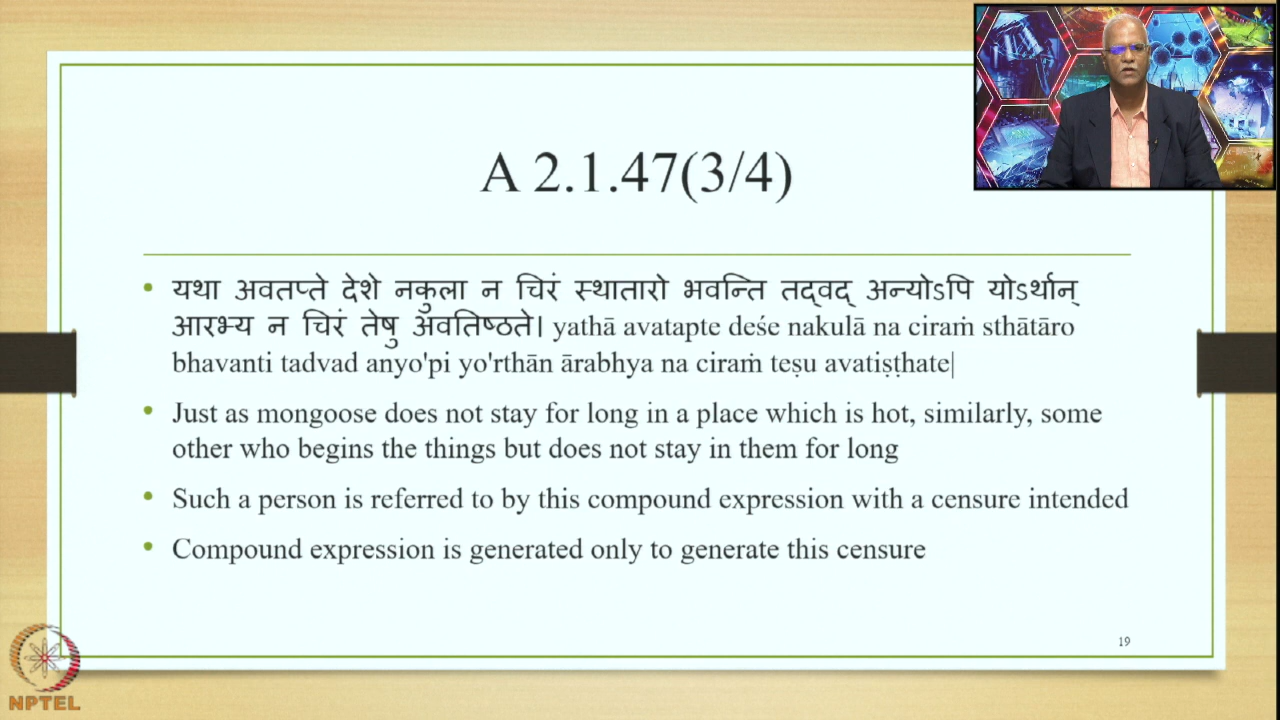 A 2.1.47(3/4)
• यथा अवतप्ते देशे नकुला न चिरं स्थातारो भवन्ति तद्वद् अन्योऽपि योऽर्थान्
आरभ्य न चिरं तेषु अवतिष्ठते। yathā avatapte deśe nakulā na ciraṁ sthātāro
bhavanti tadvad anyo'pi yo'rthān ārabhya na ciraṁ teṣu avatiṣṭhate|
• Just as mongoose does not stay for long in a place which is hot, similarly, some
other who begins the things but does not stay in them for long
• Such a person is referred to by this compound expression with a censure intended
• Compound expression is generated only to generate this censure
19
NPTEL